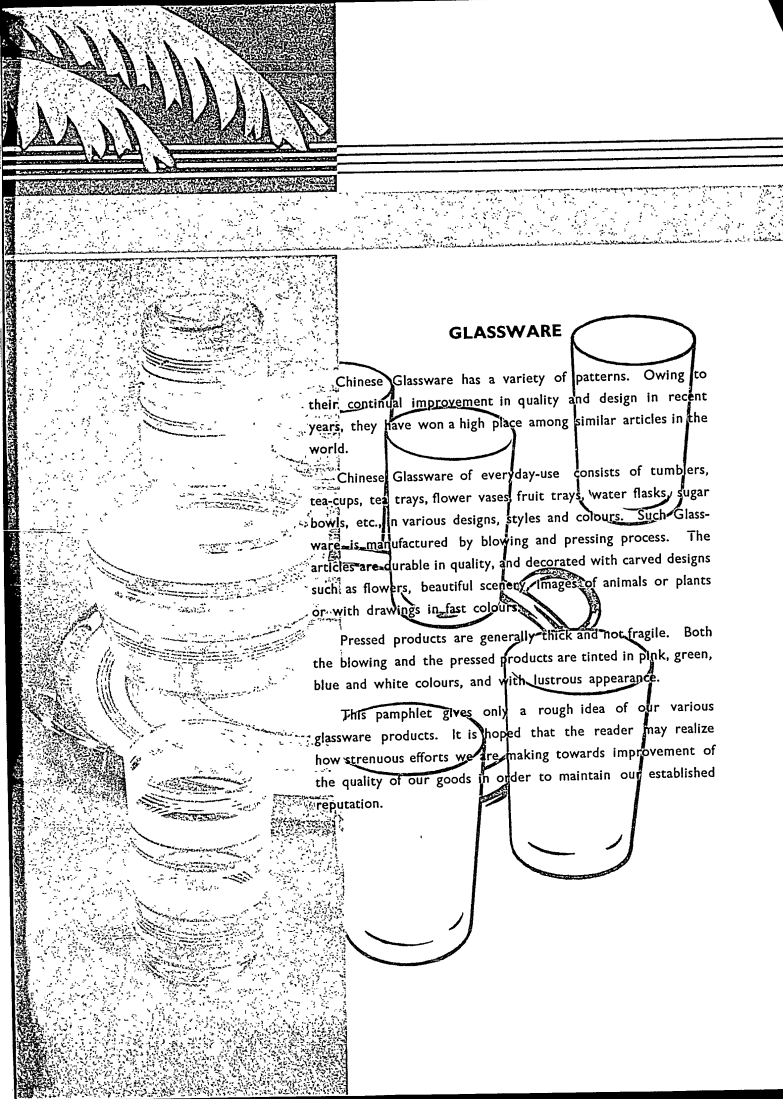 GLASSWARE
Chinese Glassware has a variety of patterns. Owing to
their continual improvement in quality and design in recent
years, they have won a high place among similar articles in the
world.
Chinese Glassware of everyday-use consists of tumblers,
tea-cups, tea trays, flower vases, fruit trays, water flasks, sugar
bowls, etc., in various designs, styles and colours. Such Glass-
ware is manufactured by blowing and pressing process. The
articles are durable in quality, and decorated with carved designs
such as flowers, beautiful scenery, images of animals or plants
or with drawings in fast colours.
Pressed products are generally thick and not fragile. Both
the blowing and the pressed products are tinted in pink, green,
blue and white colours, and with lustrous appearance.
This pamphlet gives only a rough idea of our various
glassware products. It is hoped that the reader may realize
how strenuous efforts we are making towards improvement of
the quality of our goods in order to maintain our established
reputation.